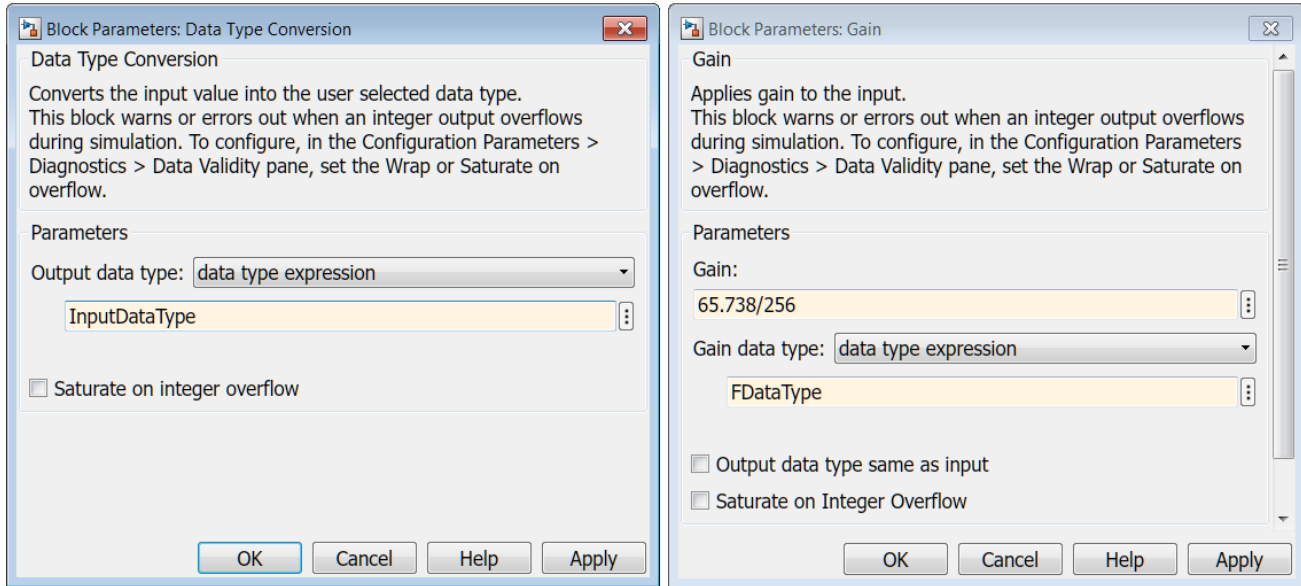 Block Parameters: Data Type Conversion
Data Type Conversion
Converts the input value into the user selected data type.
This block warns or errors out when an integer output overflows
during simulation. To configure, in the Configuration Parameters >
Diagnostics > Data Validity pane, set the Wrap or Saturate on
overflow.
Parameters
Output data type: data type expression
InputDataType
Saturate on integer overflow
OK Cancel Help Apply
Block Parameters: Gain
Gain
Applies gain to the input.
This block warns or errors out when an integer output overflows
during simulation. To configure, in the Configuration Parameters
> Diagnostics > Data Validity pane, set the Wrap or Saturate on
overflow.
Parameters
Gain:
65.738/256
Gain data type: data type expression
FDataType
Output data type same as input
Saturate on Integer Overflow
OK Cancel Help Apply